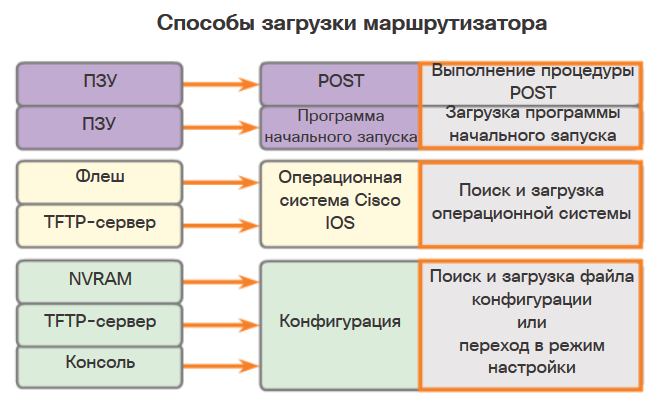 Способы загрузки маршрутизатора
ПЗУ
POST
Выполнение процедуры
POST
ПЗУ
Программа
начального запуска
Загрузка программы
начального запуска
Флеш
TFTP-сервер
Операционная
система Cisco
IOS
Поиск и загрузка
операционной системы
NVRAM
TFTP-сервер
Консоль
Конфигурация
Поиск и загрузка файла
конфигурации
или
переход в режим
настройки